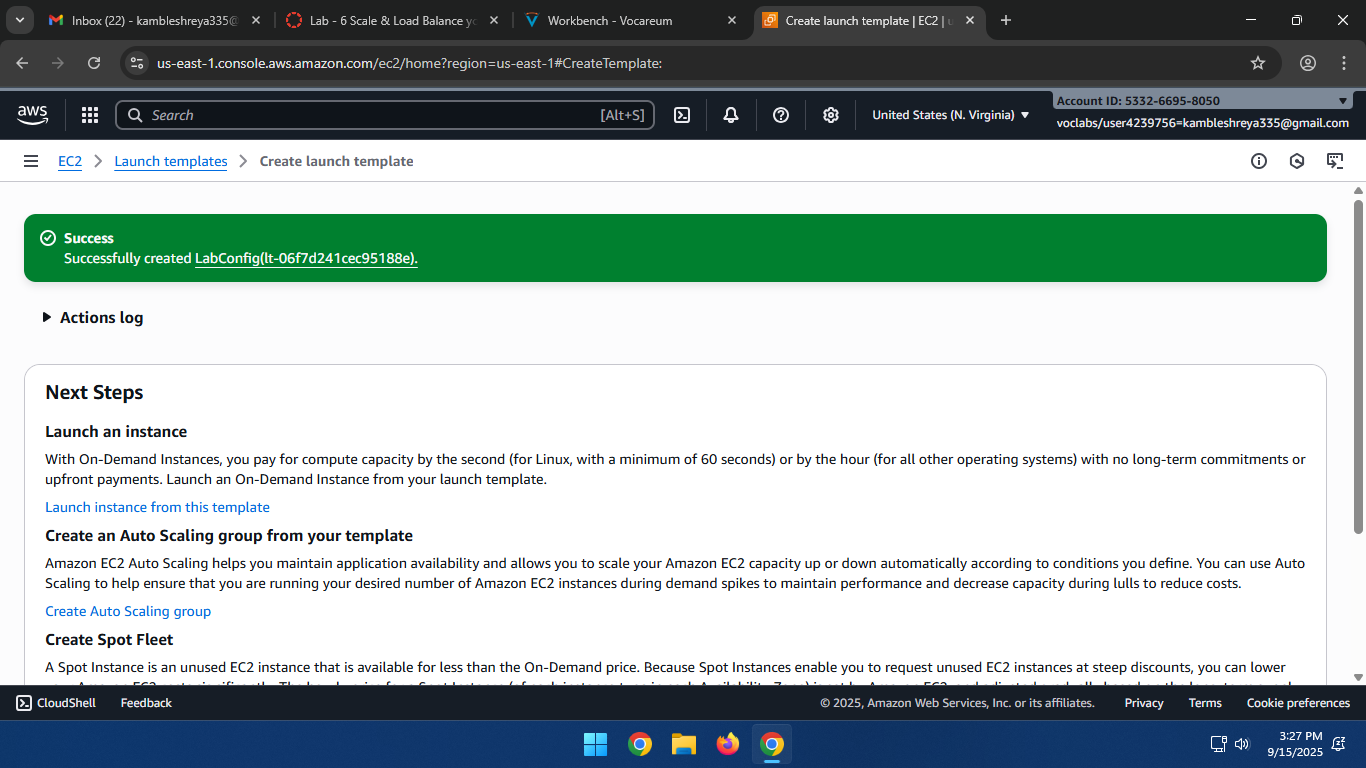 Inbox (22) - kambleshreya335@
Lab - 6 Scale & Load Balance yo
Workbench - Vocareum
Create launch template | EC2 | u
us-east-1.console.aws.amazon.com/ec2/home?region=us-east-1#CreateTemplate:
aws
Search
[Alt+S]
United States (N. Virginia)
Account ID: 5332-6695-8050
voclabs/user4239756=kambleshreya335@gmail.com
EC2
Launch templates
Create launch template
Success
Successfully created LabConfig(lt-06f7d241cec95188e).
Actions log
Next Steps
Launch an instance
With On-Demand Instances, you pay for compute capacity by the second (for Linux, with a minimum of 60 seconds) or by the hour (for all other operating systems) with no long-term commitments or
upfront payments. Launch an On-Demand Instance from your launch template.
Launch instance from this template
Create an Auto Scaling group from your template
Amazon EC2 Auto Scaling helps you maintain application availability and allows you to scale your Amazon EC2 capacity up or down automatically according to conditions you define. You can use Auto
Scaling to help ensure that you are running your desired number of Amazon EC2 instances during demand spikes to maintain performance and decrease capacity during lulls to reduce costs.
Create Auto Scaling group
Create Spot Fleet
A Spot Instance is an unused EC2 instance that is available for less than the On-Demand price. Because Spot Instances enable you to request unused EC2 instances at steep discounts, you can lower
CloudShell
Feedback
© 2025, Amazon Web Services, Inc. or its affiliates.
Privacy
Terms
Cookie preferences
3:27 PM
9/15/2025